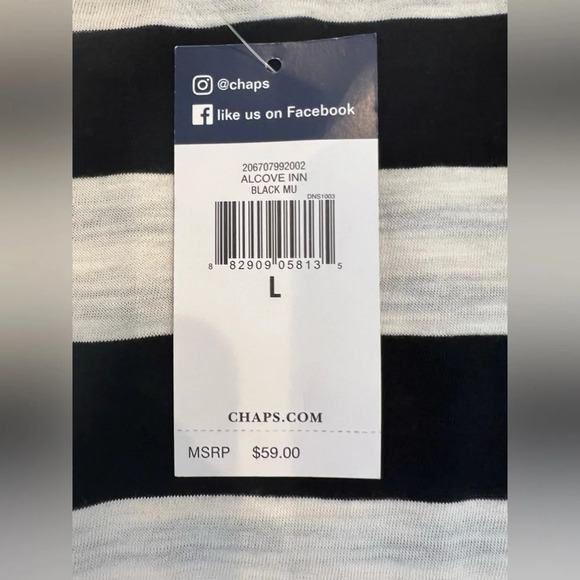 @chaps
like us on Facebook
206707992002
ALCOVE INN
BLACK MU
DNS1003
8 82909 05813 5
L
CHAPS.COM
MSRP $59.00